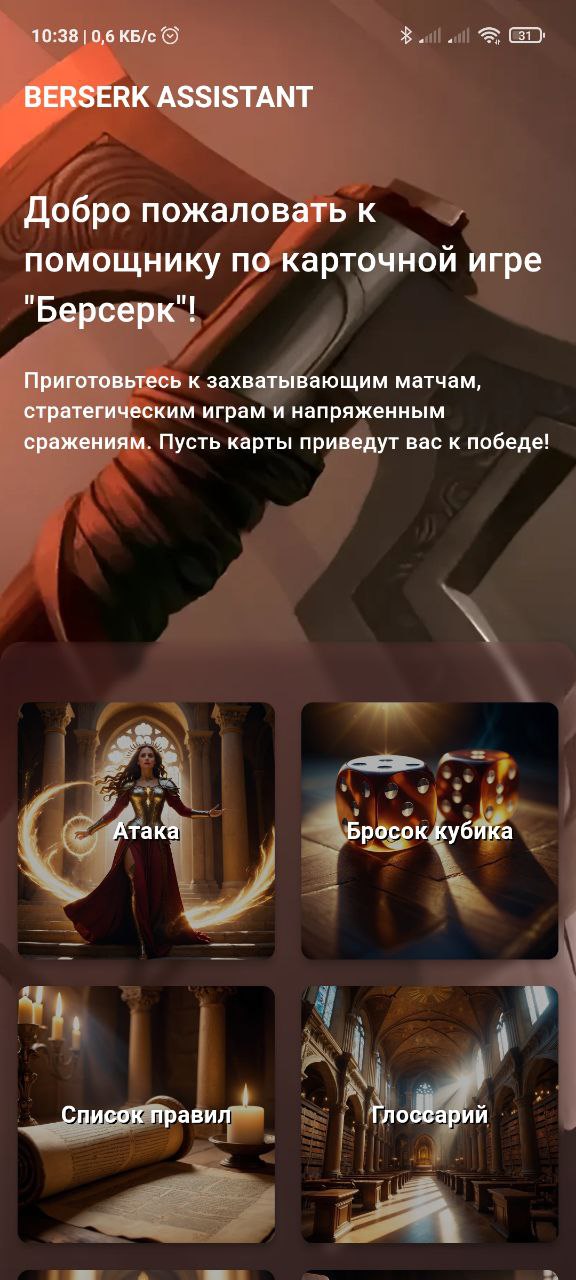 10:38 | 0,6 КБ/с
31
BERSERK ASSISTANT
Добро пожаловать к
помощнику по карточной игре
"Берсерк"!
Приготовьтесь к захватывающим матчам,
стратегическим играм и напряженным
сражениям. Пусть карты приведут вас к победе!
Атака
Бросок кубика
Список правил
Глоссарий